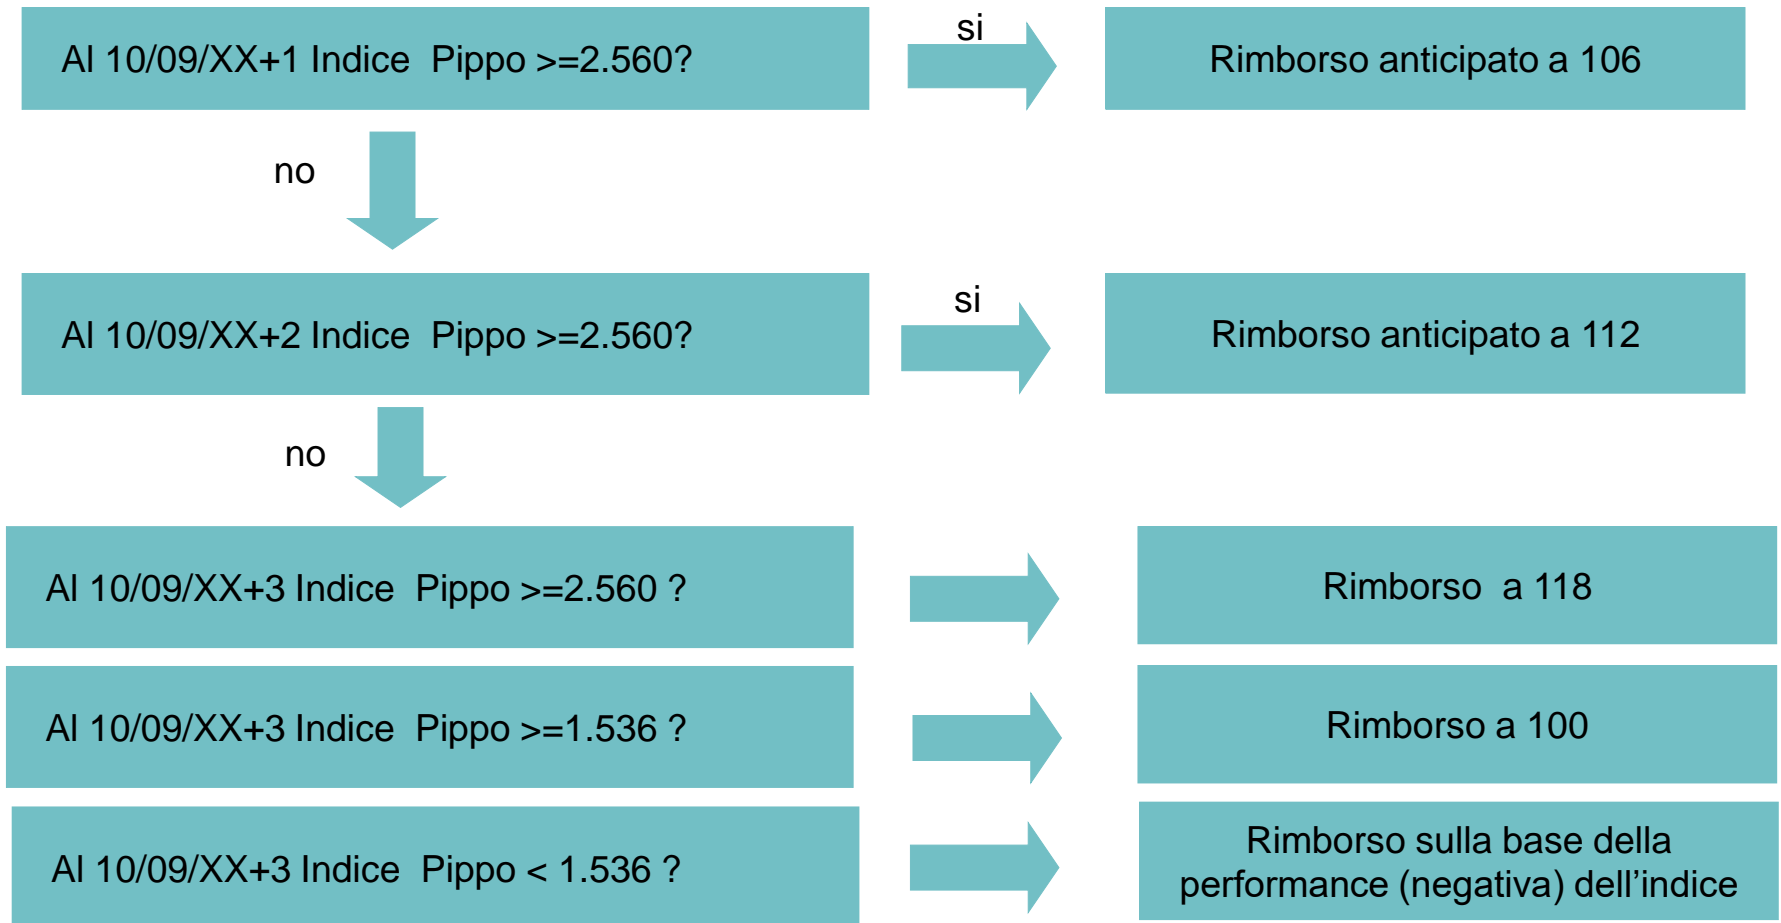 Al 10/09/XX+1 Indice Pippo >=2.560?
si
Rimborso anticipato a 106
no
Al 10/09/XX+2 Indice Pippo >=2.560?
si
Rimborso anticipato a 112
no
Al 10/09/XX+3 Indice Pippo >=2.560 ?
Rimborso a 118
Al 10/09/XX+3 Indice Pippo >=1.536 ?
Rimborso a 100
Al 10/09/XX+3 Indice Pippo < 1.536 ?
Rimborso sulla base della
performance (negativa) dell’indice